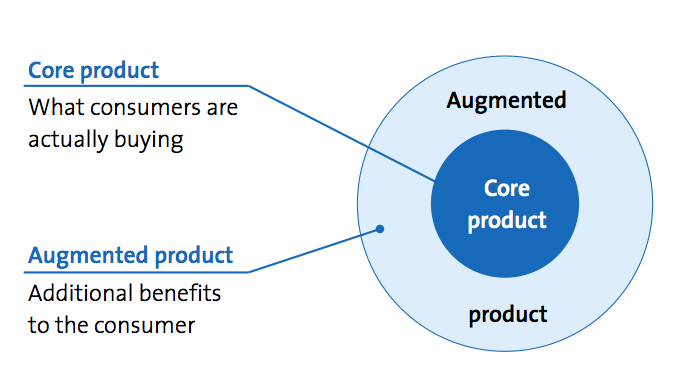 Core product
What consumers are
actually buying
Augmented product
Additional benefits
to the consumer
Augmented
Core
product
product